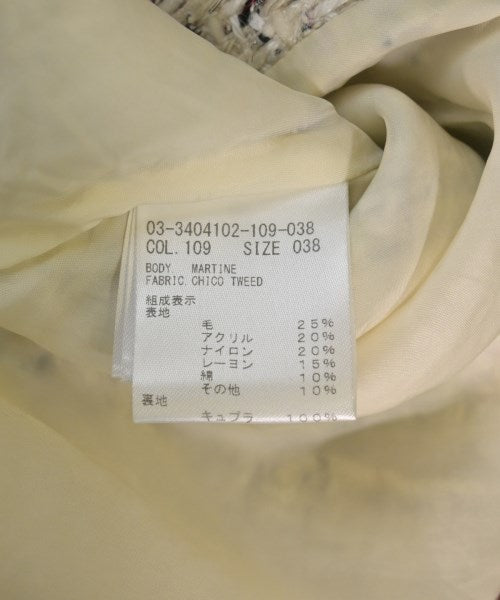 03-3404102-109-038
COL. 109 SIZE 038
BODY. MARTINE
FABRIC. CHICO TWEED
組成表示
表地
毛 25%
アクリル 20%
ナイロン 20%
レーヨン 15%
綿 10%
その他 10%
裏地
キュプラ 100%